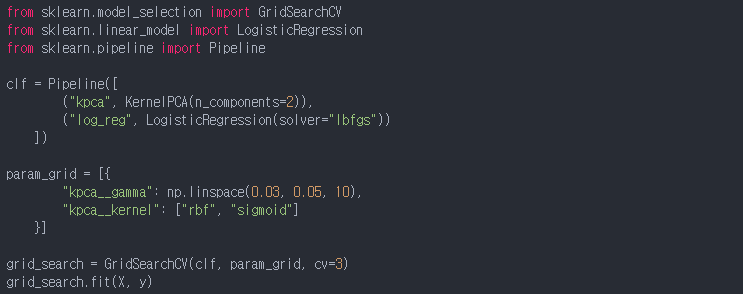 from sklearn.model_selection import GridSearchCV
from sklearn.linear_model import LogisticRegression
from sklearn.pipeline import Pipeline

clf = Pipeline([
        ("kpca", KernelPCA(n_components=2)),
        ("log_reg", LogisticRegression(solver="lbfgs"))
    ])

param_grid = [{
        "kpca__gamma": np.linspace(0.03, 0.05, 10),
        "kpca__kernel": ["rbf", "sigmoid"]
    }]

grid_search = GridSearchCV(clf, param_grid, cv=3)
grid_search.fit(X, y)